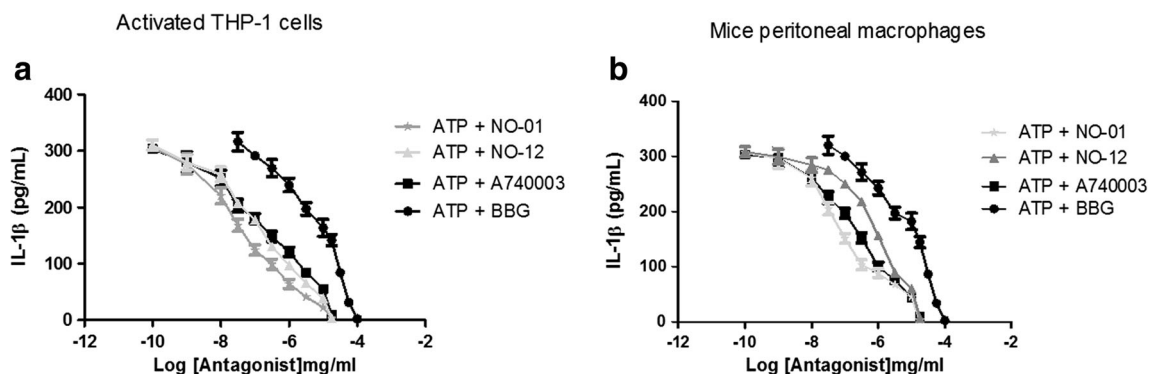 Activated THP-1 cells
Mice peritoneal macrophages
a
400
300
200
100
0
IL-1β (pg/mL)
-12
-10
-8
-6
-4
-2
Log [Antagonist]mg/ml
ATP + NO-01
ATP + NO-12
ATP + A740003
ATP + BBG
b
400
300
200
100
0
IL-1β (pg/mL)
-12
-10
-8
-6
-4
-2
Log [Antagonist]mg/ml
ATP + NO-01
ATP + NO-12
ATP + A740003
ATP + BBG